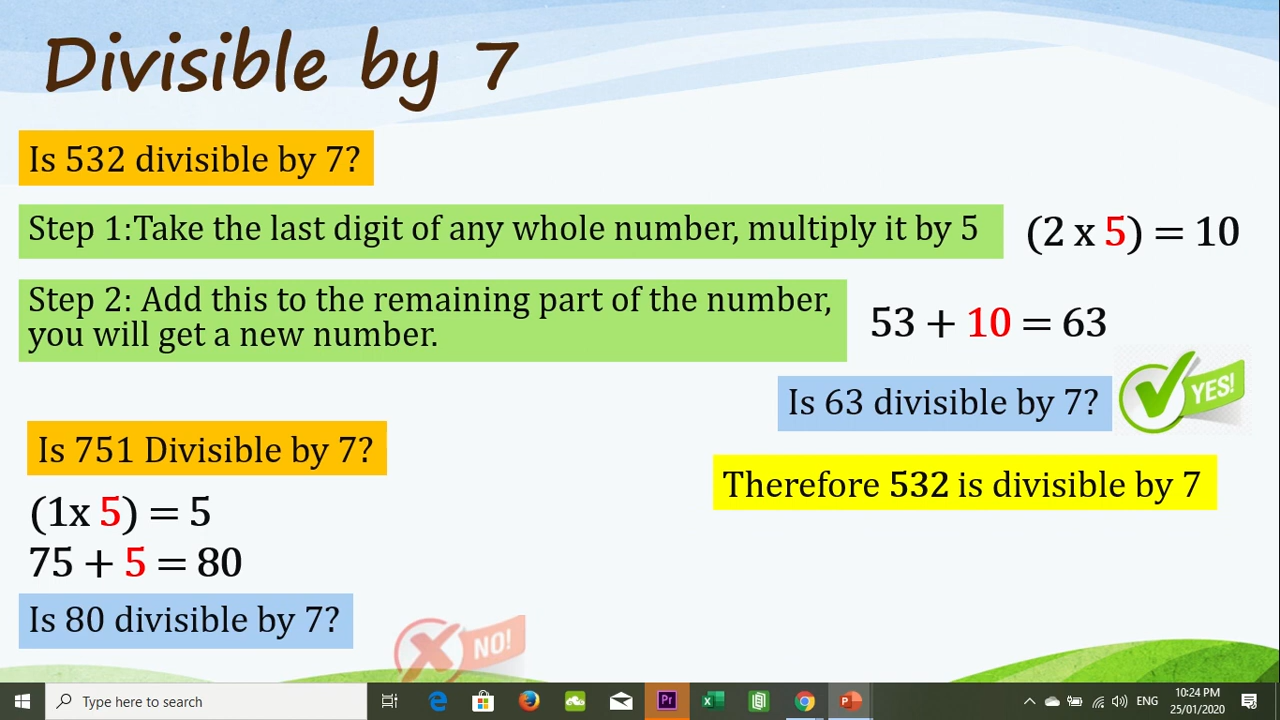 Divisible by 7
Is 532 divisible by 7?
Step 1:Take the last digit of any whole number, multiply it by 5
(2 x 5) = 10
Step 2: Add this to the remaining part of the number,
you will get a new number.
53 + 10 = 63
Is 63 divisible by 7?
YES!
Therefore 532 is divisible by 7
Is 751 Divisible by 7?
(1x 5) = 5
75 + 5 = 80
Is 80 divisible by 7?
NO!
Type here to search
Pr
ENG
10:24 PM
25/01/2020